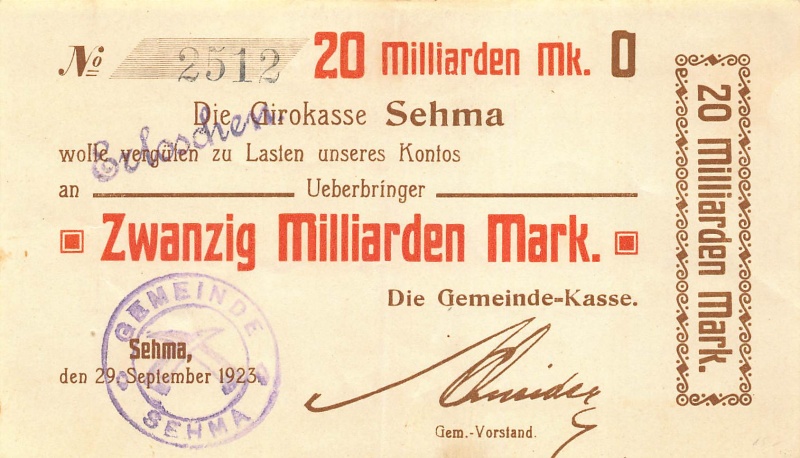 No 2512 20 Milliarden Mk. O
Die Girokasse Sehma
Erloschen.
wolle vergüten zu Lasten unseres Kontos
an Ueberbringer
Zwanzig Milliarden Mark.
Die Gemeinde-Kasse.
Sehma,
den 29. September 1923.
GEMEINDE
SEHMA
Gem.-Vorstand.
20 Milliarden Mark.